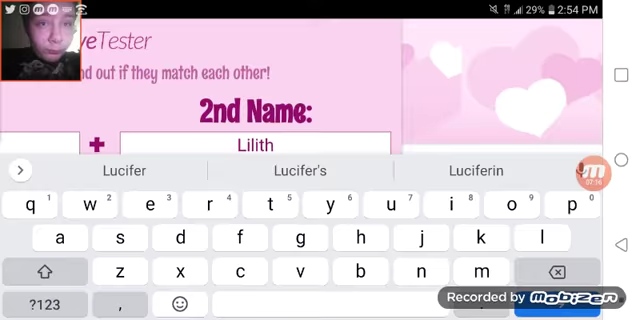 29% 2:54 PM
veTester
nd out if they match each other!
2nd Name:
+ Lilith
Lucifer Lucifer's Luciferin
M
07:16
q 1 w 2 e 3 r 4 t 5 y 6 u 7 i 8 o 9 p 0
a s d f g h j k l
z x c v b n m
?123 ,
Recorded by Mobizen